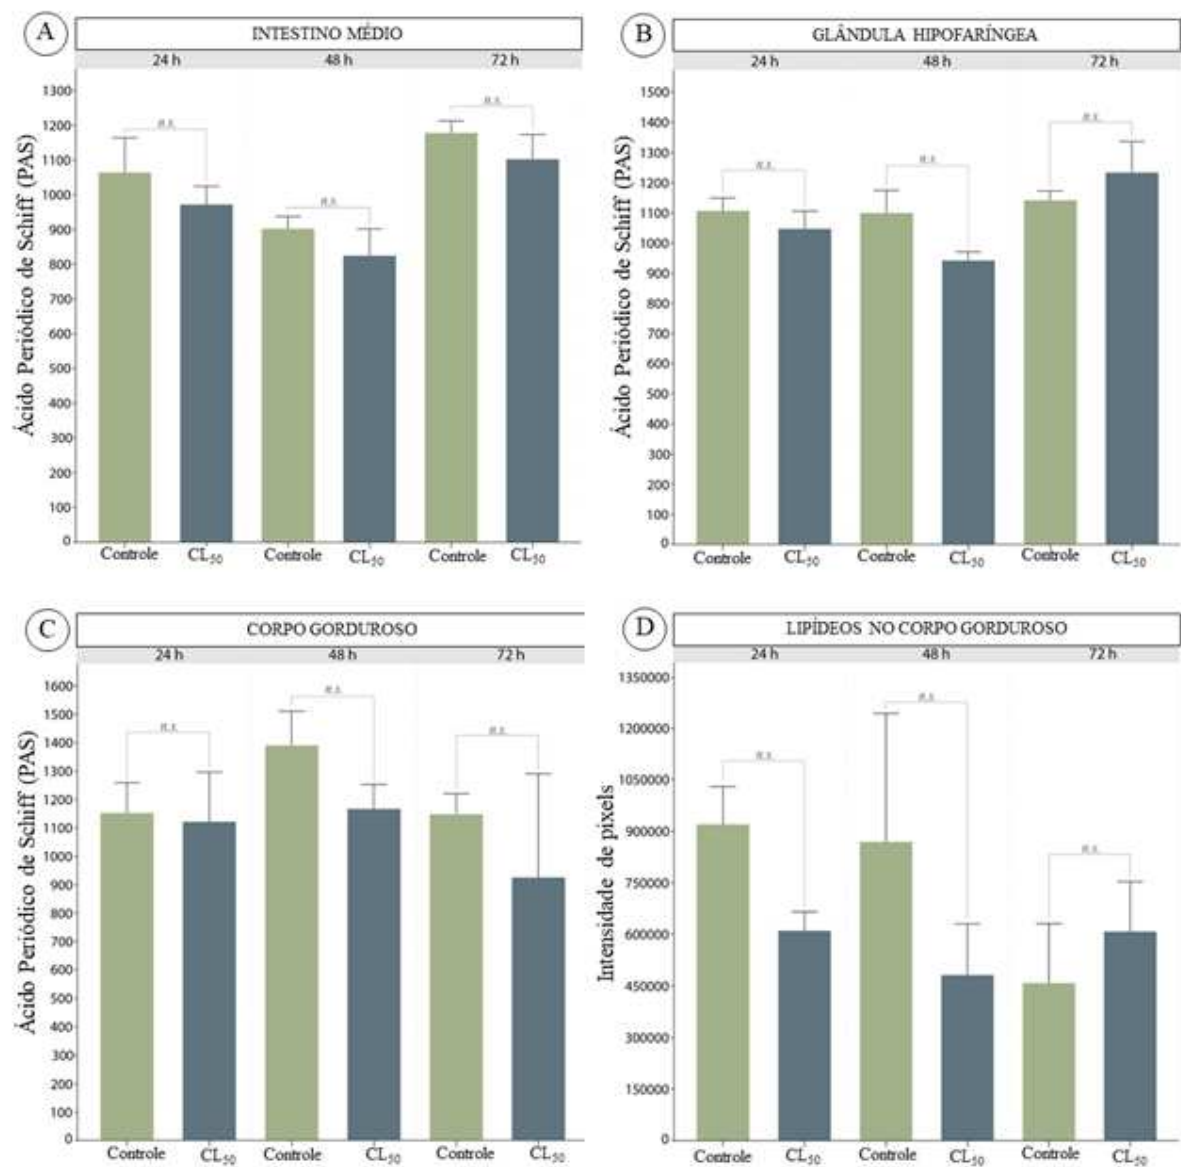 A
INTESTINO MÉDIO
24 h 48 h 72 h
Ácido Periódico de Schiff (PAS)
1300
1200
1100
1000
900
800
700
600
500
400
300
200
100
0
n.s.
n.s.
n.s.
Controle CL50 Controle CL50 Controle CL50
B
GLÂNDULA HIPOFARÍNGEA
24 h 48 h 72 h
Ácido Periódico de Schiff (PAS)
1500
1400
1300
1200
1100
1000
900
800
700
600
500
400
300
200
100
0
n.s.
n.s.
n.s.
Controle CL50 Controle CL50 Controle CL50
C
CORPO GORDUROSO
24 h 48 h 72 h
Ácido Periódico de Schiff (PAS)
1600
1500
1400
1300
1200
1100
1000
900
800
700
600
500
400
300
200
100
0
n.s.
n.s.
n.s.
Controle CL50 Controle CL50 Controle CL50
D
LIPÍDEOS NO CORPO GORDUROSO
24 h 48 h 72 h
Intensidade de pixels
1350000
1200000
1050000
900000
750000
600000
450000
300000
150000
0
n.s.
n.s.
n.s.
Controle CL50 Controle CL50 Controle CL50